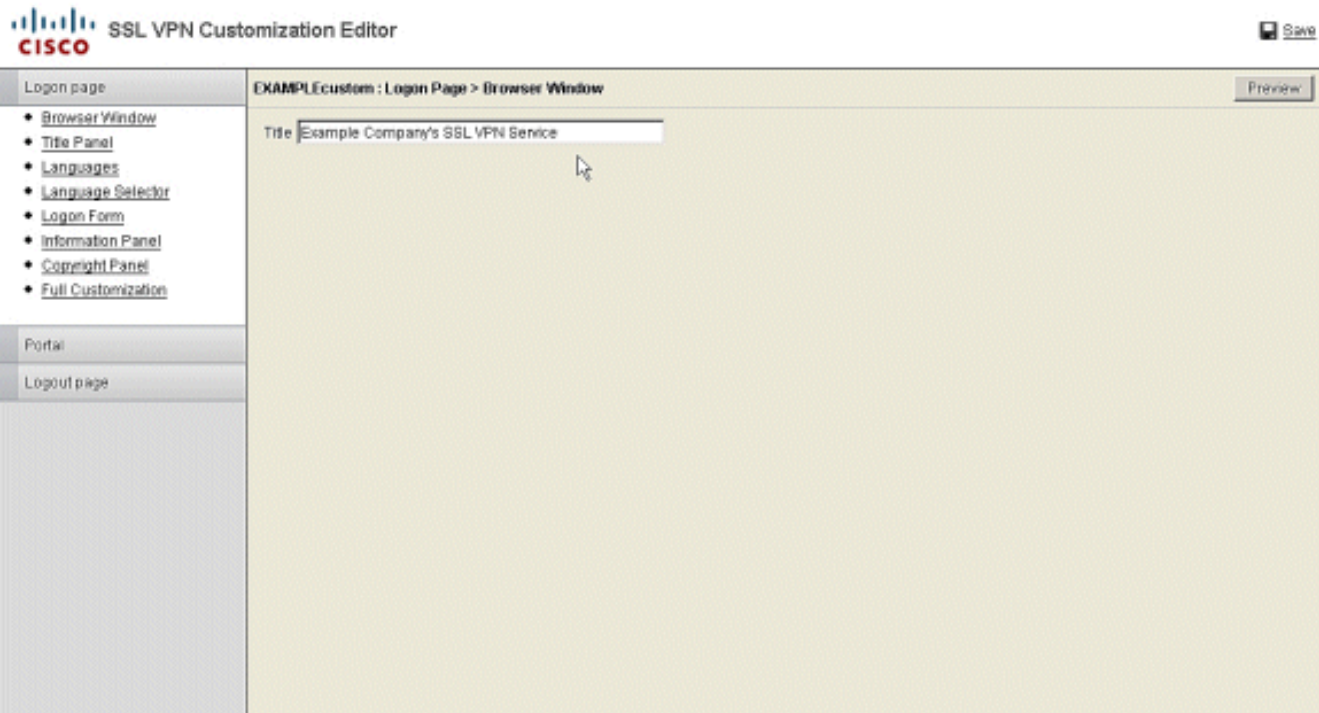 CISCO
SSL VPN Customization Editor
Save
Logon page
Browser Window
Title Panel
Languages
Language Selector
Logon Form
Information Panel
Copyright Panel
Full Customization
Portal
Logout page
EXAMPLEcustom : Logon Page > Browser Window
Preview
Title Example Company's SSL VPN Service